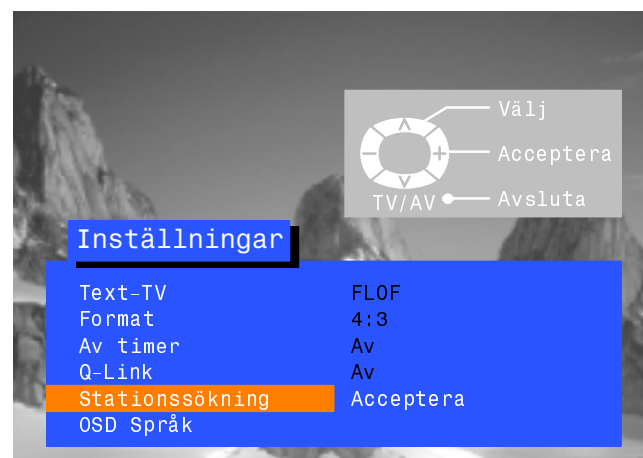 Välj
Acceptera
TV/AV Avsluta
Inställningar
Text-TV FLOF
Format 4:3
Av timer Av
Q-Link Av
Stationssökning Acceptera
OSD Språk